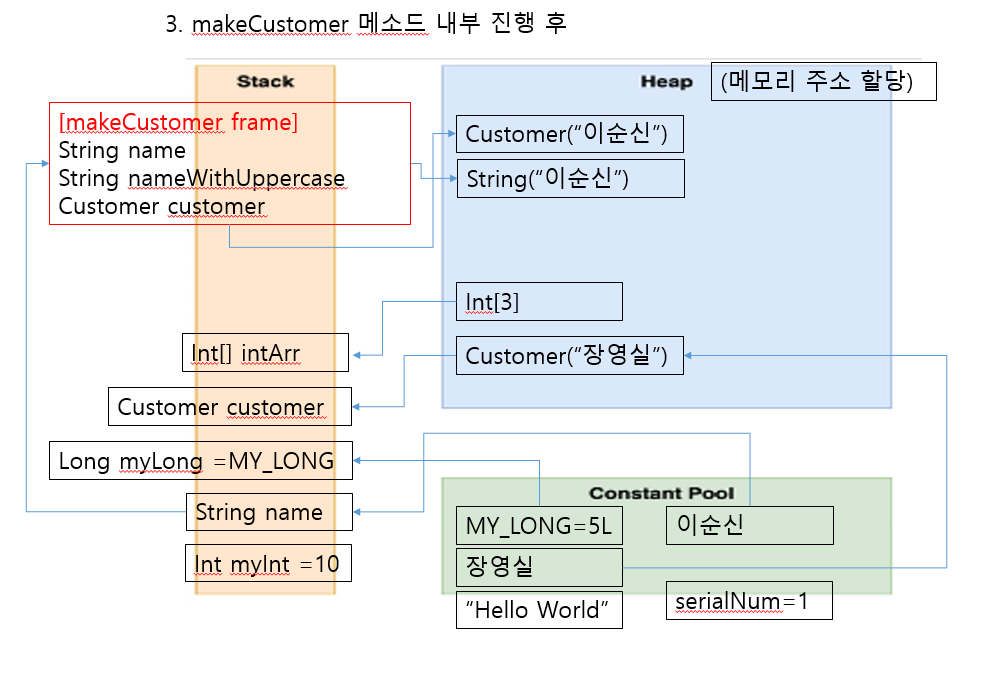 3. makeCustomer 메소드 내부 진행 후
Stack
Heap
(메모리 주소 할당)
[makeCustomer frame]
String name
String nameWithUppercase
Customer customer
Customer(“이순신”)
String(“이순신”)
Int[3]
Int[] intArr
Customer(“장영실”)
Customer customer
Long myLong =MY_LONG
String name
Int myInt =10
Constant Pool
MY_LONG=5L
이순신
장영실
“Hello World”
serialNum=1